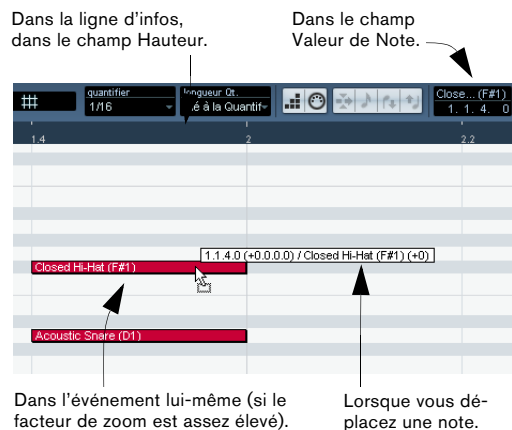 Dans la ligne d'infos,
dans le champ Hauteur.
Dans le champ
Valeur de Note.
quantifier
longueur Qt.
1/16
é à la Quantif
Close... (F#1)
1. 1. 4. 0
1.4
2
2.2
1.1.4.0 (+0.0.0.0) / Closed Hi-Hat (F#1) (+0)
Closed Hi-Hat (F#1)
Acoustic Snare (D1)
Dans l'événement lui-même (si le
facteur de zoom est assez élevé).
Lorsque vous dé-
placez une note.